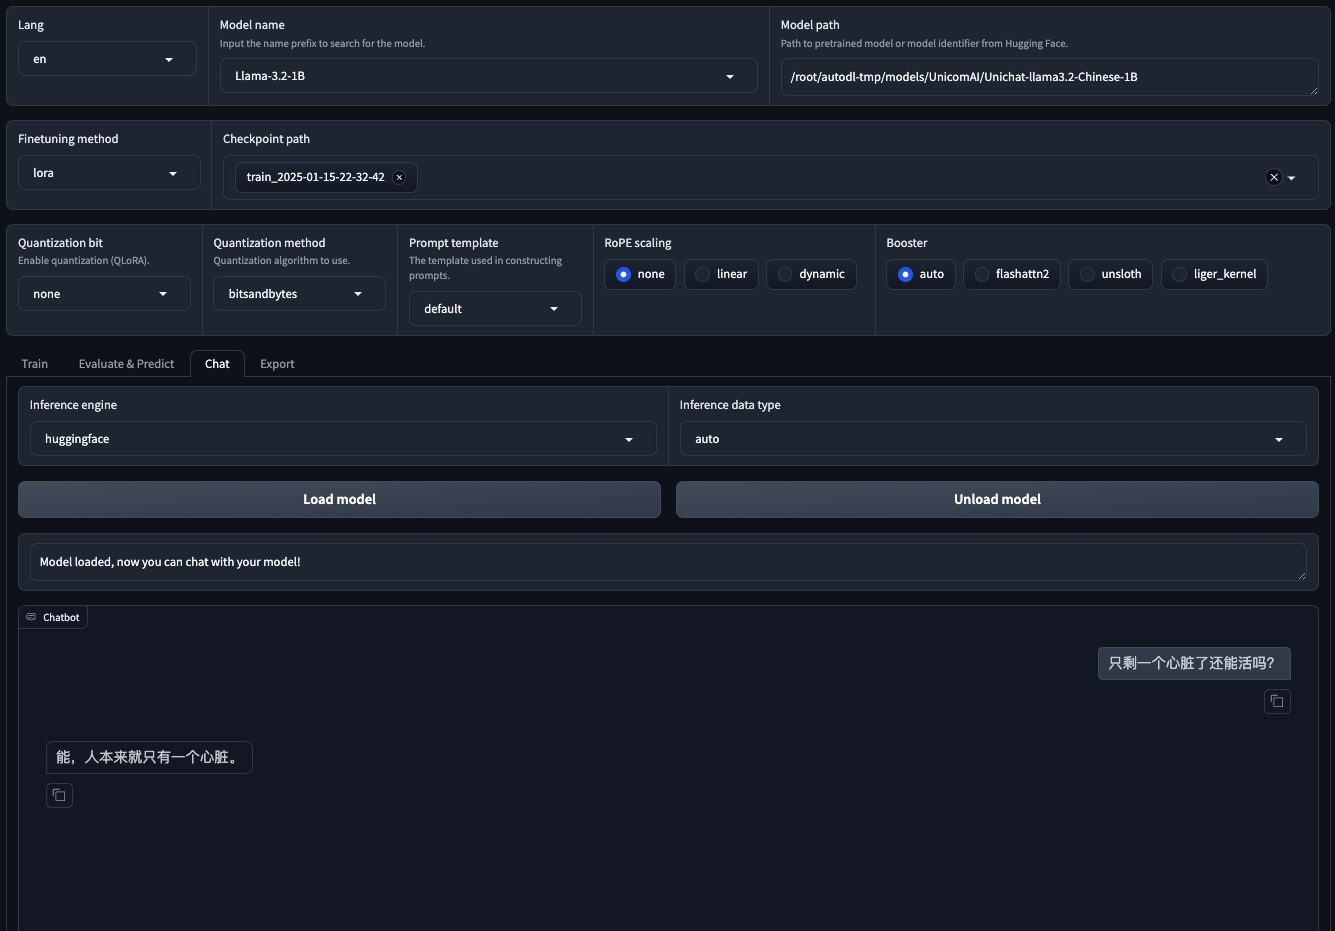 Lang
en
Model name
Input the name prefix to search for the model.
Llama-3.2-1B
Model path
Path to pretrained model or model identifier from Hugging Face.
/root/autodl-tmp/models/UnicomAI/Unichat-llama3.2-Chinese-1B
Finetuning method
lora
Checkpoint path
train_2025-01-15-22-32-42
Quantization bit
Enable quantization (QLoRA).
none
Quantization method
Quantization algorithm to use.
bitsandbytes
Prompt template
The template used in constructing
prompts.
default
RoPE scaling
none linear dynamic
Booster
auto flashattn2 unsloth liger_kernel
Train Evaluate & Predict Chat Export
Inference engine
huggingface
Inference data type
auto
Load model
Unload model
Model loaded, now you can chat with your model!
Chatbot
只剩一个心脏了还能活吗?
能，人本来就只有一个心脏。